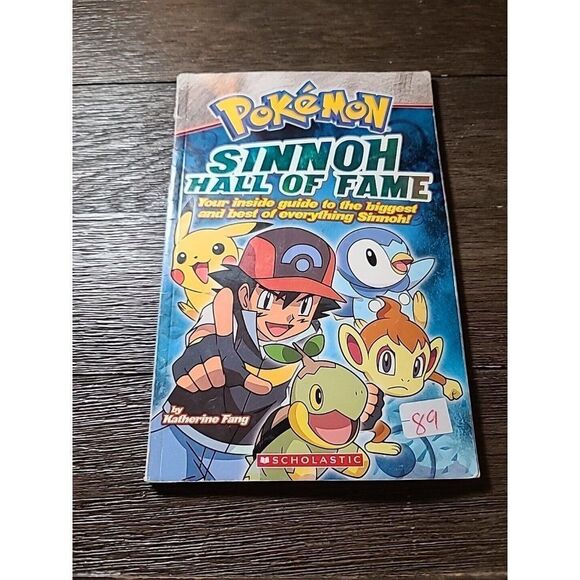 POKéMON
SINNOH
HALL OF FAME
Your inside guide to the biggest
and best of everything Sinnoh!
by
Katherine Fang
89
SCHOLASTIC